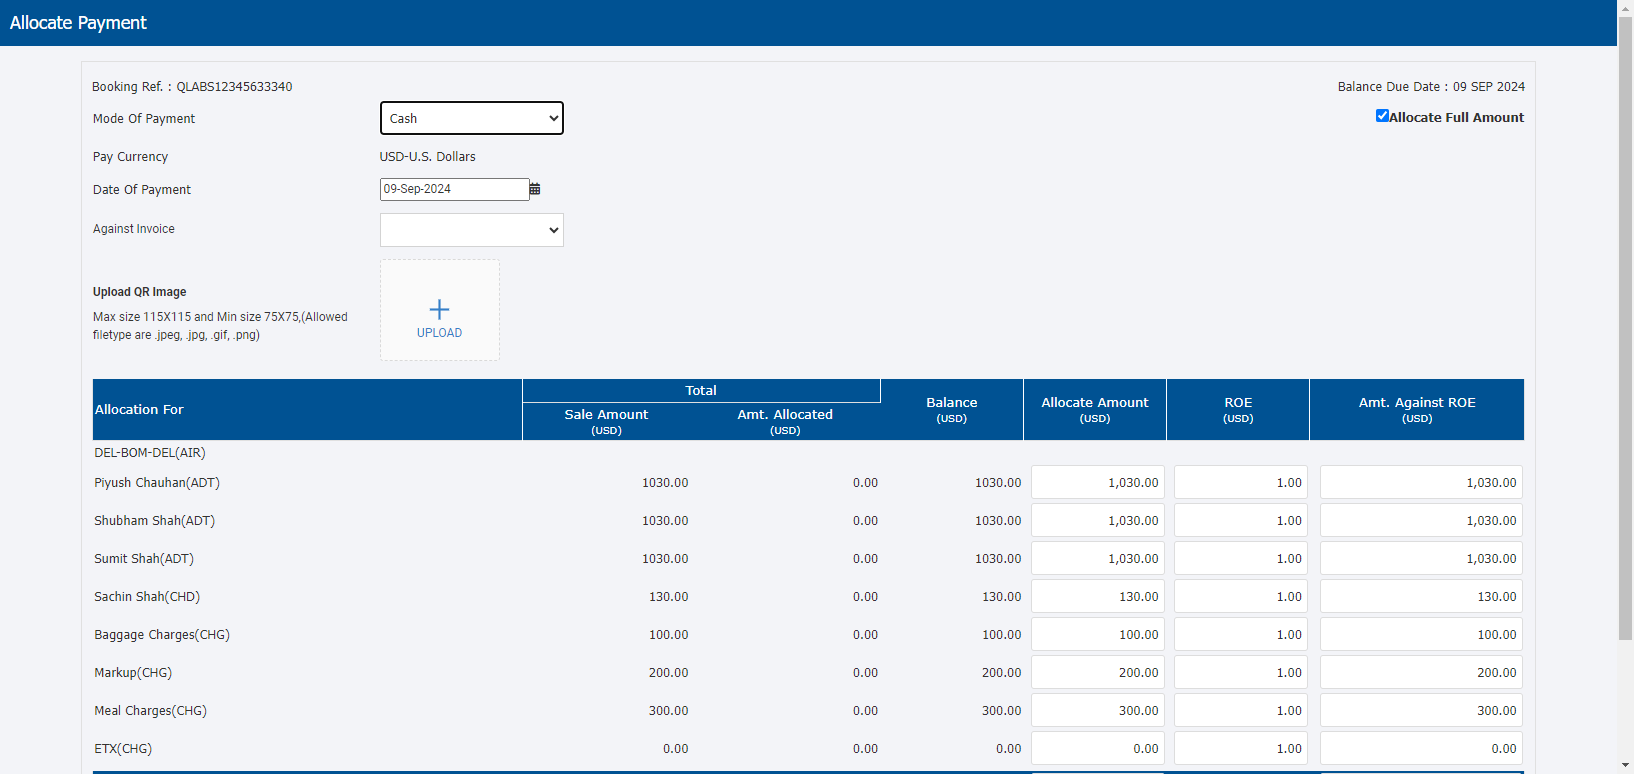 Allocate Payment
Booking Ref. : QLABS12345633340
Balance Due Date : 09 SEP 2024
Mode Of Payment
Cash
Allocate Full Amount
Pay Currency
USD-U.S. Dollars
Date Of Payment
09-Sep-2024
Against Invoice
Upload QR Image
Max size 115X115 and Min size 75X75,(Allowed
filetype are .jpeg, .jpg, .gif, .png)
UPLOAD
Allocation For
Total
Sale Amount
(USD)
Amt. Allocated
(USD)
Balance
(USD)
Allocate Amount
(USD)
ROE
(USD)
Amt. Against ROE
(USD)
DEL-BOM-DEL(AIR)
Piyush Chauhan(ADT) 1030.00 0.00 1030.00 1,030.00 1.00 1,030.00
Shubham Shah(ADT) 1030.00 0.00 1030.00 1,030.00 1.00 1,030.00
Sumit Shah(ADT) 1030.00 0.00 1030.00 1,030.00 1.00 1,030.00
Sachin Shah(CHD) 130.00 0.00 130.00 130.00 1.00 130.00
Baggage Charges(CHG) 100.00 0.00 100.00 100.00 1.00 100.00
Markup(CHG) 200.00 0.00 200.00 200.00 1.00 200.00
Meal Charges(CHG) 300.00 0.00 300.00 300.00 1.00 300.00
ETX(CHG) 0.00 0.00 0.00 0.00 1.00 0.00